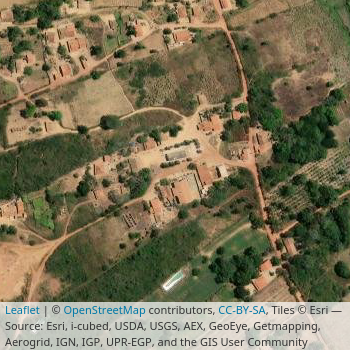 Leaflet | © OpenStreetMap contributors, CC-BY-SA, Tiles © Esri —
Source: Esri, i-cubed, USDA, USGS, AEX, GeoEye, Getmapping,
Aerogrid, IGN, IGP, UPR-EGP, and the GIS User Community